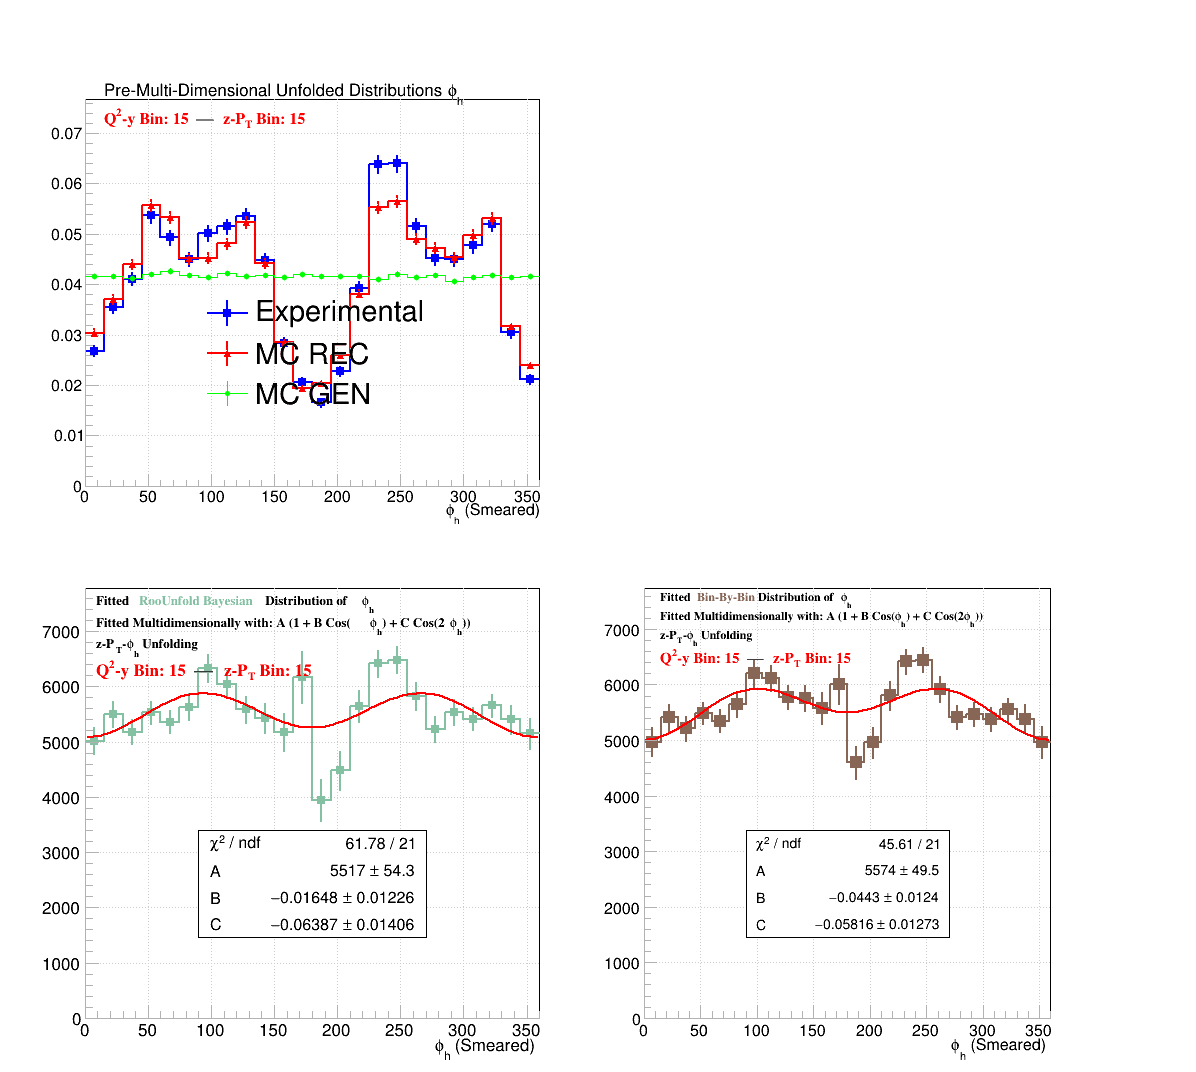 Pre-Multi-Dimensional Unfolded Distributions ϕh
Q²-y Bin: 15 — z-PT Bin: 15
0.07
0.06
0.05
0.04
0.03
0.02
0.01
0
Experimental
MC REC
MC GEN
0 50 100 150 200 250 300 350
ϕh (Smeared)
Fitted RooUnfold Bayesian Distribution of ϕh
Fitted Multidimensionally with: A (1 + B Cos( ϕh) + C Cos(2 ϕh))
z-PT-ϕh Unfolding
Q²-y Bin: 15 — z-PT Bin: 15
7000
6000
5000
4000
3000
2000
1000
0
χ² / ndf 61.78 / 21
A 5517 ± 54.3
B −0.01648 ± 0.01226
C −0.06387 ± 0.01406
0 50 100 150 200 250 300 350
ϕh (Smeared)
Fitted Bin-By-Bin Distribution of ϕh
Fitted Multidimensionally with: A (1 + B Cos(ϕh) + C Cos(2ϕh))
z-PT-ϕh Unfolding
Q²-y Bin: 15 — z-PT Bin: 15
7000
6000
5000
4000
3000
2000
1000
0
χ² / ndf 45.61 / 21
A 5574 ± 49.5
B −0.0443 ± 0.0124
C −0.05816 ± 0.01273
0 50 100 150 200 250 300 350
ϕh (Smeared)